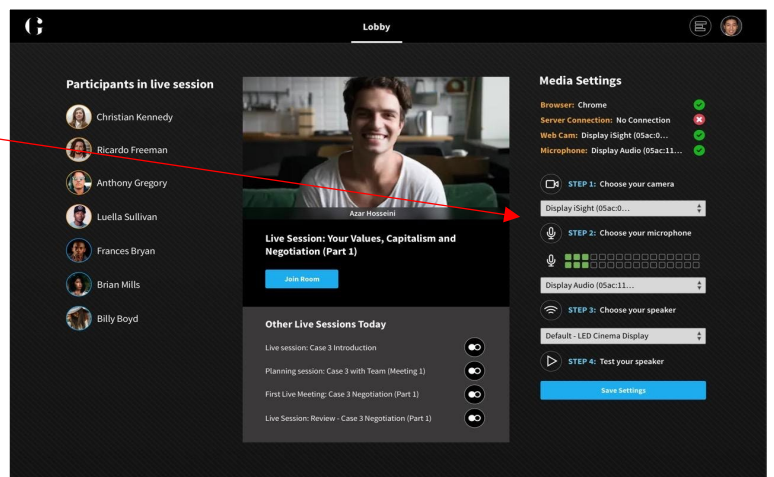 Lobby
Participants in live session
Christian Kennedy
Ricardo Freeman
Anthony Gregory
Luella Sullivan
Frances Bryan
Brian Mills
Billy Boyd
Azar Hosseini
Live Session: Your Values, Capitalism and
Negotiation (Part 1)
Join Room
Other Live Sessions Today
Live session: Case 3 Introduction
Planning session: Case 3 with Team (Meeting 1)
First Live Meeting: Case 3 Negotiation (Part 1)
Live Session: Review - Case 3 Negotiation (Part 1)
Media Settings
Browser: Chrome
Server Connection: No Connection
Web Cam: Display iSight (05ac:0...
Microphone: Display Audio (05ac:11...
STEP 1: Choose your camera
Display iSight (05ac:0...
STEP 2: Choose your microphone
Display Audio (05ac:11...
STEP 3: Choose your speaker
Default - LED Cinema Display
STEP 4: Test your speaker
Save Settings